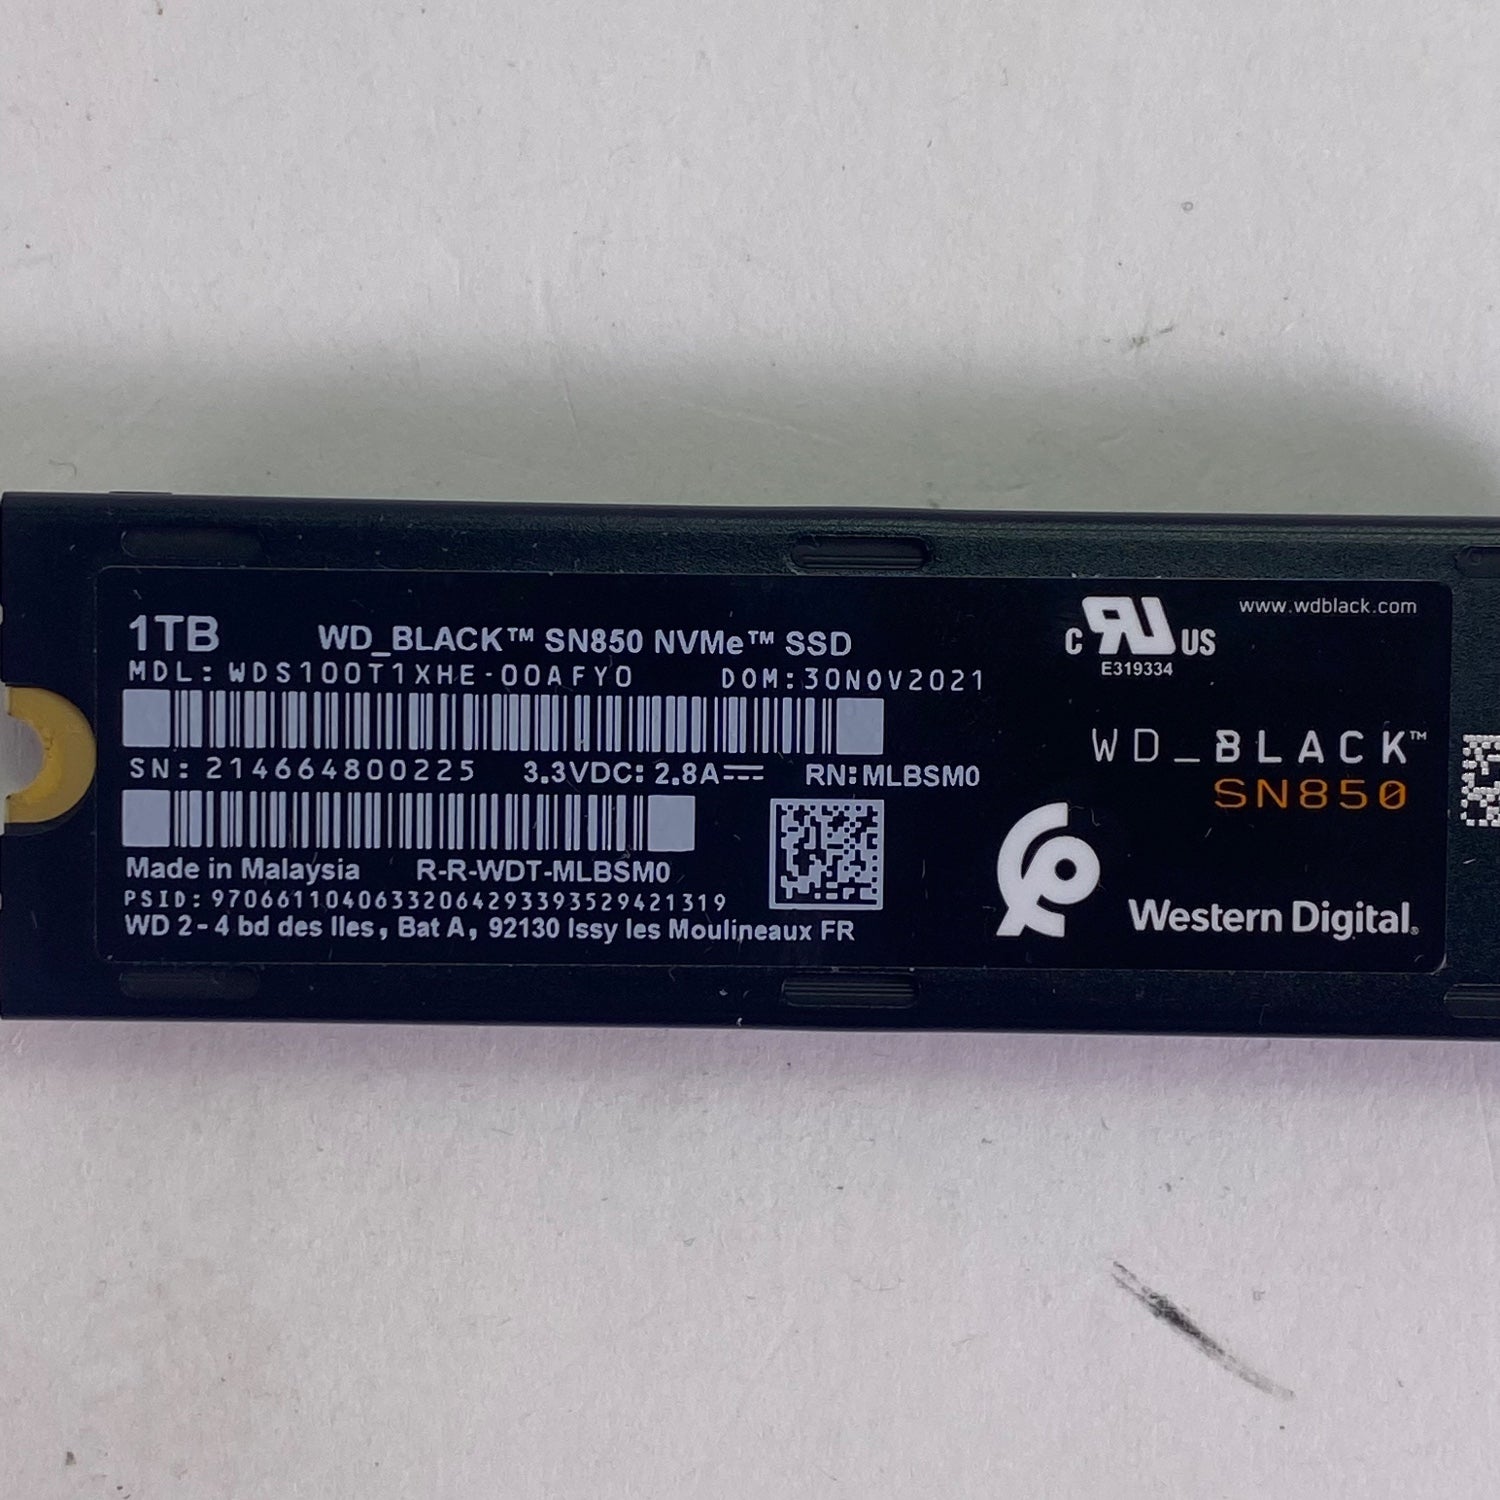 1TB WD_BLACK™ SN850 NVMe™ SSD
MDL: WDS100T1XHE-00AFY0 DOM:30NOV2021
SN: 214664800225 3.3VDC: 2.8A⎓ RN:MLBSM0
Made in Malaysia R-R-WDT-MLBSM0
PSID: 97066110406332064293393529421319
WD 2-4 bd des Iles, Bat A, 92130 Issy les Moulineaux FR
www.wdblack.com
C RU US
E319334
WD_BLACK™
SN850
Western Digital®